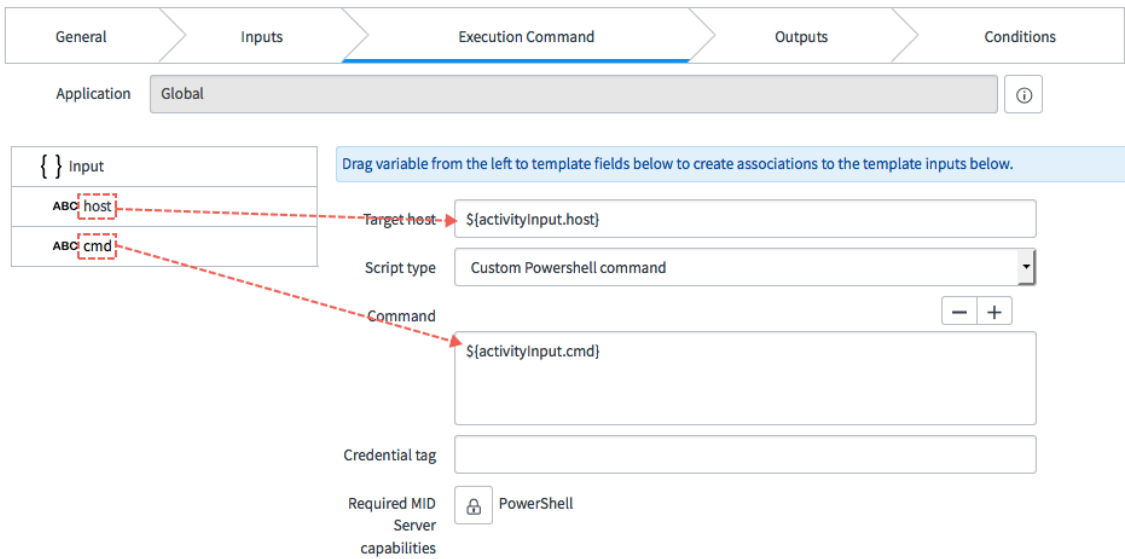 General Inputs Execution Command Outputs Conditions
Application Global
{ } Input
ABC host
ABC cmd
Drag variable from the left to template fields below to create associations to the template inputs below.
Target host ${activityInput.host}
Script type Custom Powershell command
Command
${activityInput.cmd}
Credential tag
Required MID PowerShell
Server
capabilities